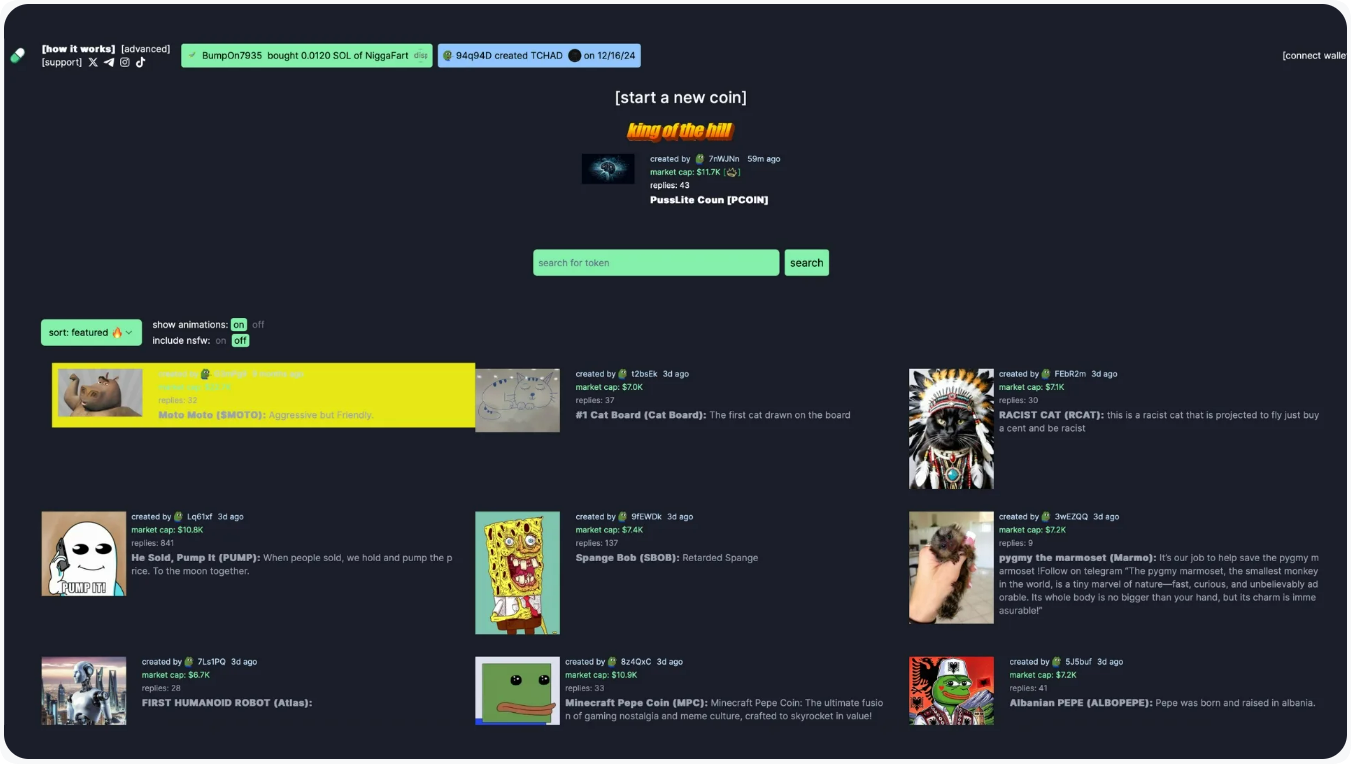 [how it works] [advanced]
[support]
BumpOn7935 bought 0.0120 SOL of NiggaFart
94q94D created TCHAD on 12/16/24
[connect walle
[start a new coin]
king of the hill
created by 7nWJNn 59m ago
market cap: $11.7K
replies: 43
PussLite Coun [PCOIN]
search for token
search
sort: featured
show animations: on off
include nsfw: on off
replies: 32
Moto Moto ($MOTO): Aggressive but Friendly.
created by t2bsEk 3d ago
market cap: $7.0K
replies: 37
#1 Cat Board (Cat Board): The first cat drawn on the board
created by FEbR2m 3d ago
market cap: $7.1K
replies: 30
RACIST CAT (RCAT): this is a racist cat that is projected to fly just buy
a cent and be racist
PUMP IT!
created by Lq61xf 3d ago
market cap: $10.8K
replies: 841
He Sold, Pump It (PUMP): When people sold, we hold and pump the p
rice. To the moon together.
created by 9fEWDk 3d ago
market cap: $7.4K
replies: 137
Spange Bob (SBOB): Retarded Spange
created by 3wEZQQ 3d ago
market cap: $7.2K
replies: 9
pygmy the marmoset (Marmo): It's our job to help save the pygmy m
armoset !Follow on telegram "The pygmy marmoset, the smallest monkey
in the world, is a tiny marvel of nature—fast, curious, and unbelievably ad
orable. Its whole body is no bigger than your hand, but its charm is imme
asurable!"
created by 7Ls1PQ 3d ago
market cap: $6.7K
replies: 28
FIRST HUMANOID ROBOT (Atlas):
created by 8z4QxC 3d ago
market cap: $10.9K
replies: 33
Minecraft Pepe Coin (MPC): Minecraft Pepe Coin: The ultimate fusio
n of gaming nostalgia and meme culture, crafted to skyrocket in value!
created by 5J5buf 3d ago
market cap: $7.2K
replies: 41
Albanian PEPE (ALBOPEPE): Pepe was born and raised in albania.